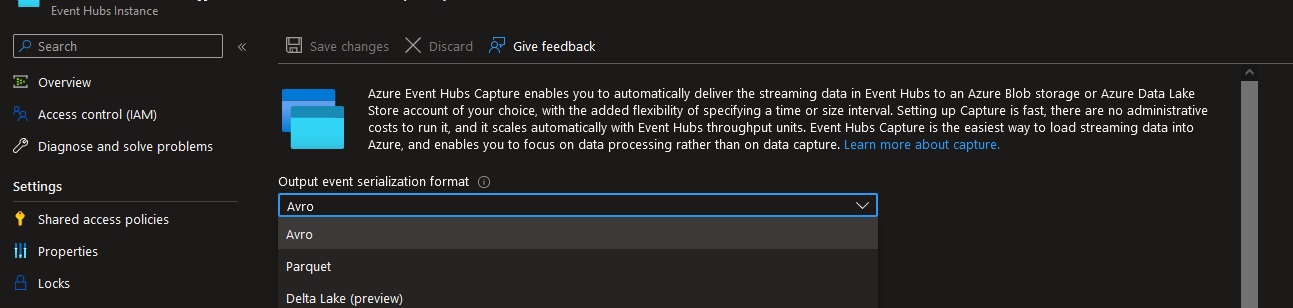 Event Hubs Instance
Search
«
Save changes
Discard
Give feedback
Overview
Access control (IAM)
Diagnose and solve problems
Settings
Shared access policies
Properties
Locks
Azure Event Hubs Capture enables you to automatically deliver the streaming data in Event Hubs to an Azure Blob storage or Azure Data Lake
Store account of your choice, with the added flexibility of specifying a time or size interval. Setting up Capture is fast, there are no administrative
costs to run it, and it scales automatically with Event Hubs throughput units. Event Hubs Capture is the easiest way to load streaming data into
Azure, and enables you to focus on data processing rather than on data capture. Learn more about capture.
Output event serialization format
Avro
Avro
Parquet
Delta Lake (preview)